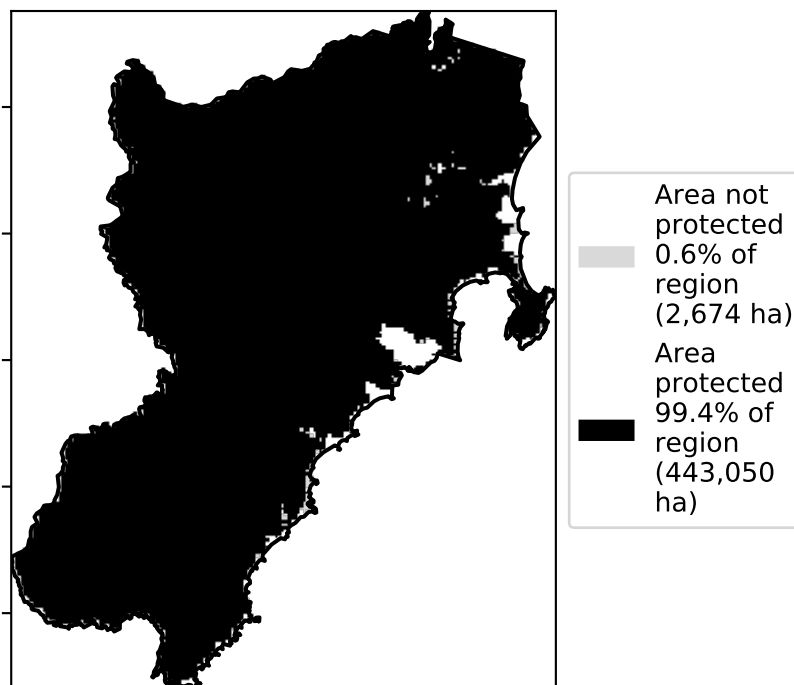 Area not
protected
0.6% of
region
(2,674 ha)
Area
protected
99.4% of
region
(443,050
ha)